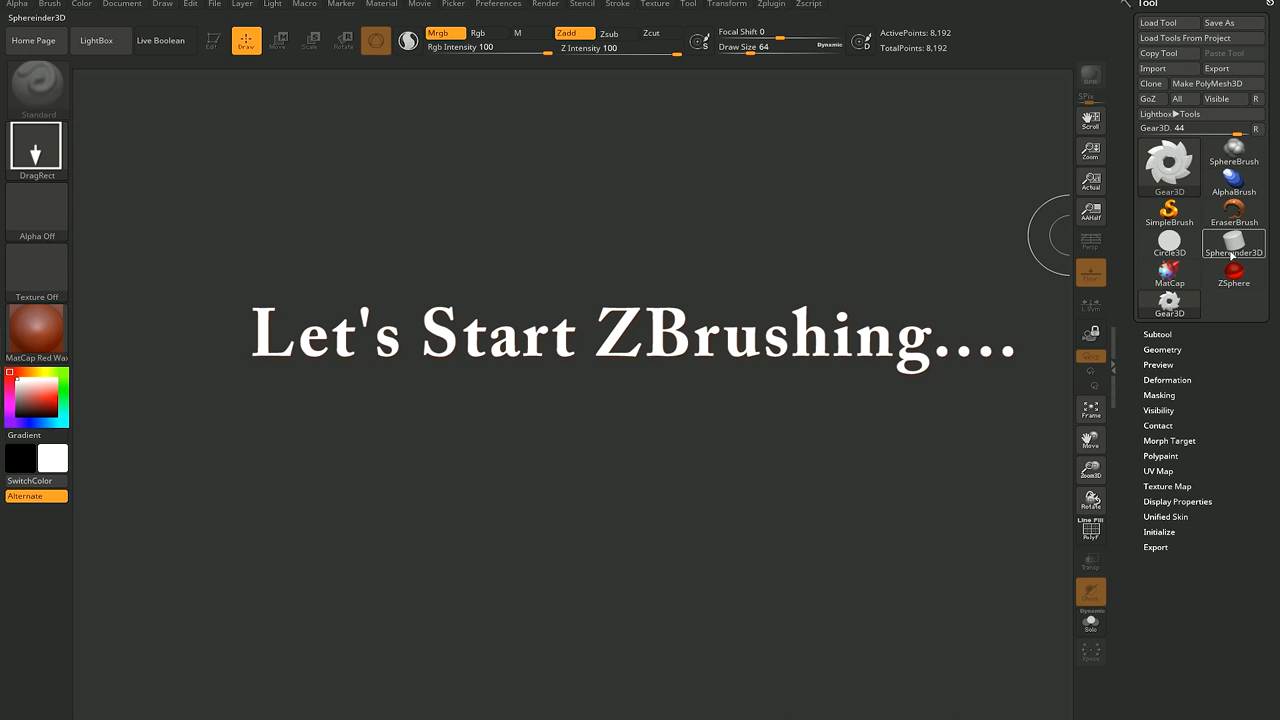 Alpha Brush Color Document Draw Edit File Layer Light Macro Marker Material Movie Picker Preferences Render Stencil Stroke Texture Tool Transform Zplugin Zscript
Sphereinder3D
Home Page LightBox Live Boolean Edit Draw Move Scale Rotate
Mrgb Rgb M
Rgb Intensity 100
Zadd Zsub Zcut
Z Intensity 100
S
Focal Shift 0
Draw Size 64 Dynamic
D
ActivePoints: 8,192
TotalPoints: 8,192
Standard
DragRect
Alpha Off
Texture Off
MatCap Red Wax
Gradient
SwitchColor
Alternate
Let's Start ZBrushing....
BPR
SPix
Scroll
Zoom
Actual
AAHalf
Persp
Floor
L.Sym
XYZ
Frame
Move
Zoom3D
Rotate
Line Fill
PolyF
Transp
Ghost
Dynamic
Solo
Xpose
Tool
Load Tool Save As
Load Tools From Project
Copy Tool Paste Tool
Import Export
Clone Make PolyMesh3D
GoZ All Visible R
Lightbox▶Tools
Gear3D. 44 R
Gear3D
SphereBrush
AlphaBrush
SimpleBrush EraserBrush
Circle3D Sphereinder3D
MatCap ZSphere
Gear3D
Subtool
Geometry
Preview
Deformation
Masking
Visibility
Contact
Morph Target
Polypaint
UV Map
Texture Map
Display Properties
Unified Skin
Initialize
Export